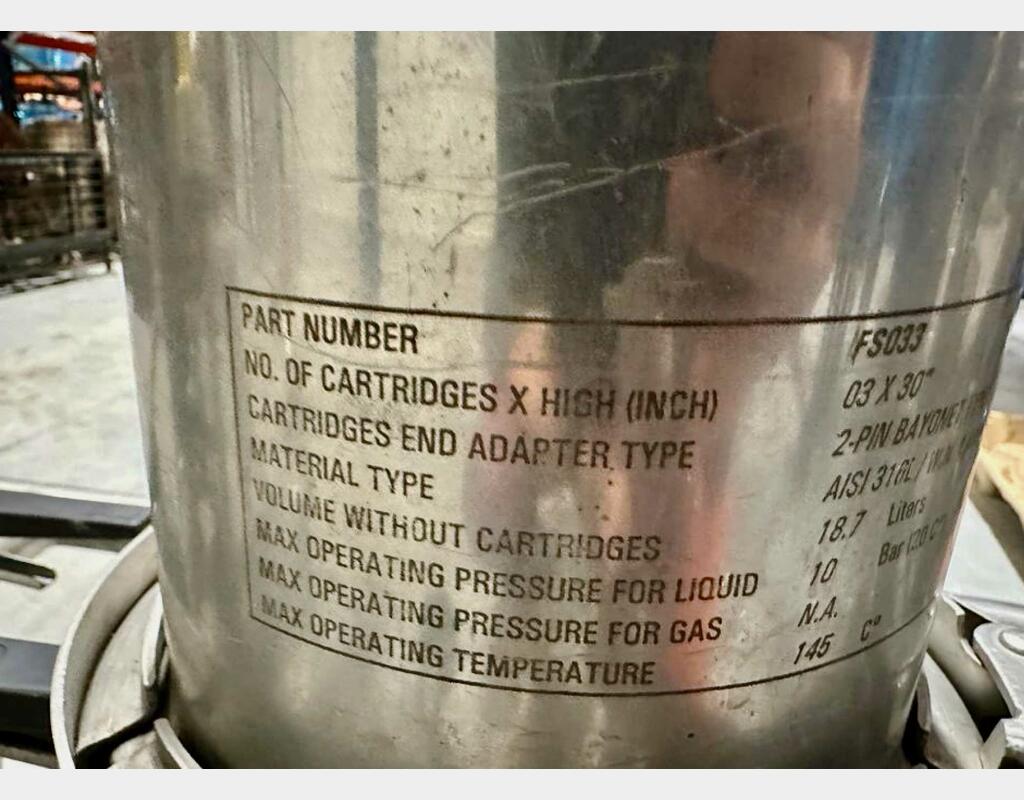 PART NUMBER FS033
NO. OF CARTRIDGES X HIGH (INCH) 03 X 30"
CARTRIDGES END ADAPTER TYPE 2-PIN BAYONET
MATERIAL TYPE AISI 316L /
VOLUME WITHOUT CARTRIDGES 18.7 Liters
MAX OPERATING PRESSURE FOR LIQUID 10 Bar (20 C°)
MAX OPERATING PRESSURE FOR GAS N.A.
MAX OPERATING TEMPERATURE 145 C°